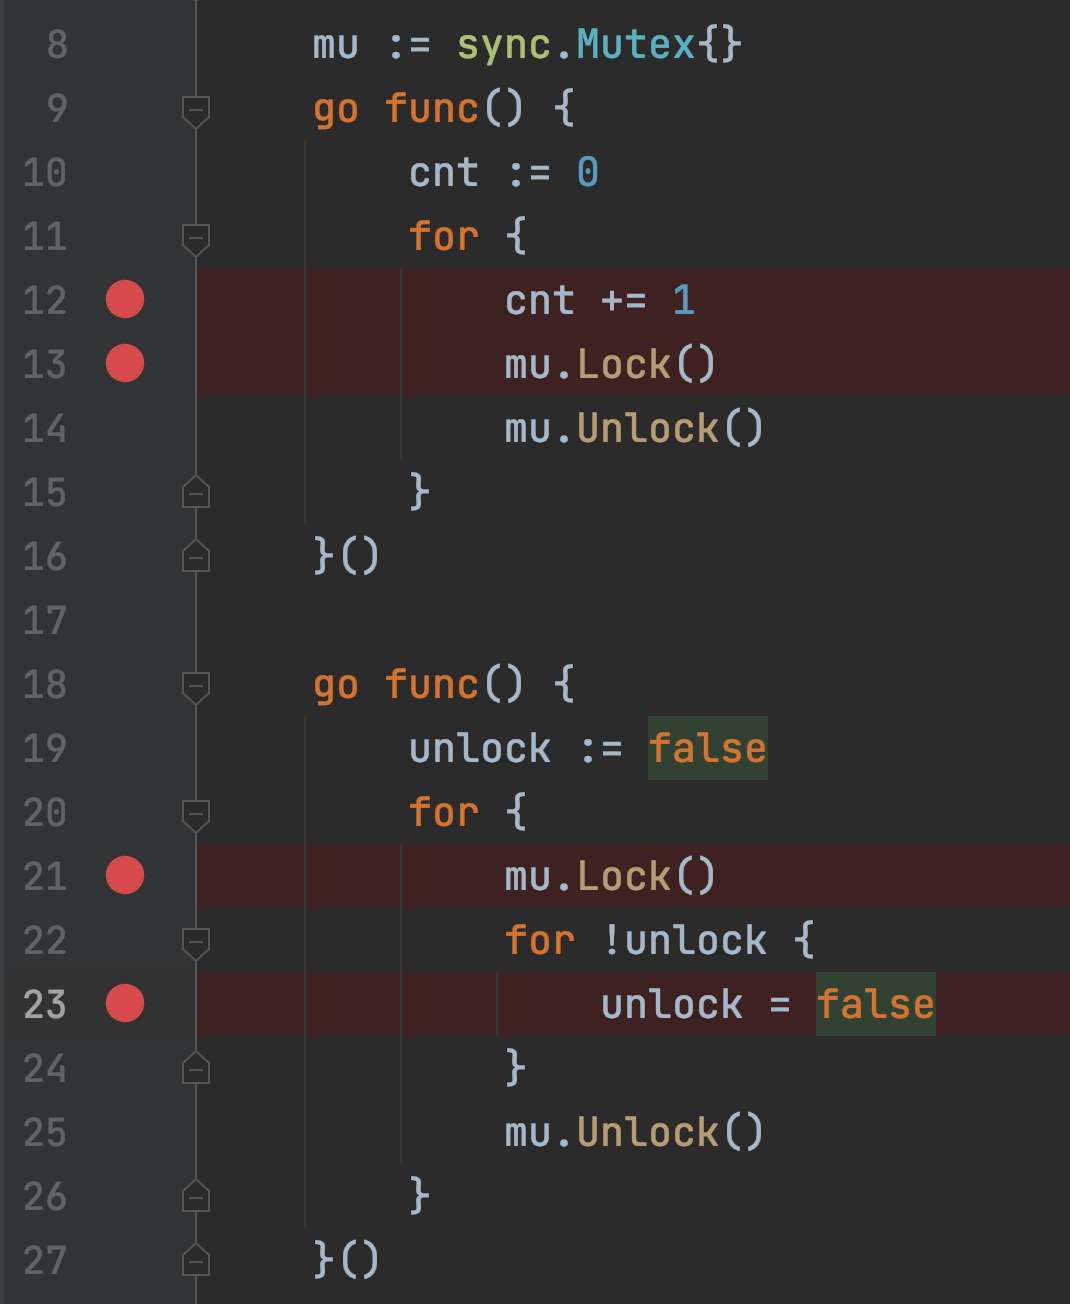 8 mu := sync.Mutex{}
9 go func() {
10 cnt := 0
11 for {
12 cnt += 1
13 mu.Lock()
14 mu.Unlock()
15 }
16 }()
17
18 go func() {
19 unlock := false
20 for {
21 mu.Lock()
22 for !unlock {
23 unlock = false
24 }
25 mu.Unlock()
26 }
27 }()